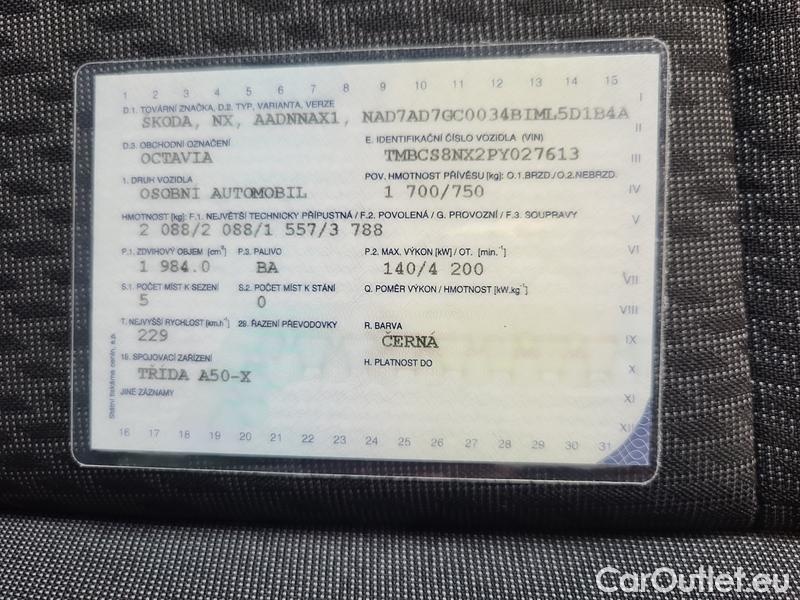 1 2 3 4 5 6 7 8 9 10 11 12 13 14 15
D.1. TOVÁRNÍ ZNAČKA, D.2. TYP, VARIANTA, VERZE
ŠKODA, NX, AADNNAX1, NAD7AD7GC0034BIML5D1B4A
D.3. OBCHODNÍ OZNAČENÍ E. IDENTIFIKAČNÍ ČÍSLO VOZIDLA (VIN)
OCTAVIA TMBCS8NX2PY027613
1. DRUH VOZIDLA POV. HMOTNOST PŘÍVĚSU [kg]: O.1.BRZD./O.2.NEBRZD.
OSOBNÍ AUTOMOBIL 1 700/750
HMOTNOST [kg]: F.1. NEJVĚTŠÍ TECHNICKY PŘÍPUSTNÁ / F.2. POVOLENÁ / G. PROVOZNÍ / F.3. SOUPRAVY
2 088/2 088/1 557/3 788
P.1. ZDVIHOVÝ OBJEM [cm³] P.3. PALIVO P.2. MAX. VÝKON [kW] / OT. [min.⁻¹]
1 984.0 BA 140/4 200
S.1. POČET MÍST K SEZENÍ S.2. POČET MÍST K STÁNÍ Q. POMĚR VÝKON / HMOTNOST [kW.kg⁻¹]
5 0
T. NEJVYŠŠÍ RYCHLOST [km.h⁻¹] 29. ŘAZENÍ PŘEVODOVKY R. BARVA
229 ČERNÁ
18. SPOJOVACÍ ZAŘÍZENÍ H. PLATNOST DO
TŘÍDA A50-X
JINÉ ZÁZNAMY
16 17 18 19 20 21 22 23 24 25 26 27 28 29 30 31
I
II
III
IV
V
VI
VII
VIII
IX
X
XI
XII
Státní tiskárna cenin, s.p.
CarOutlet.eu